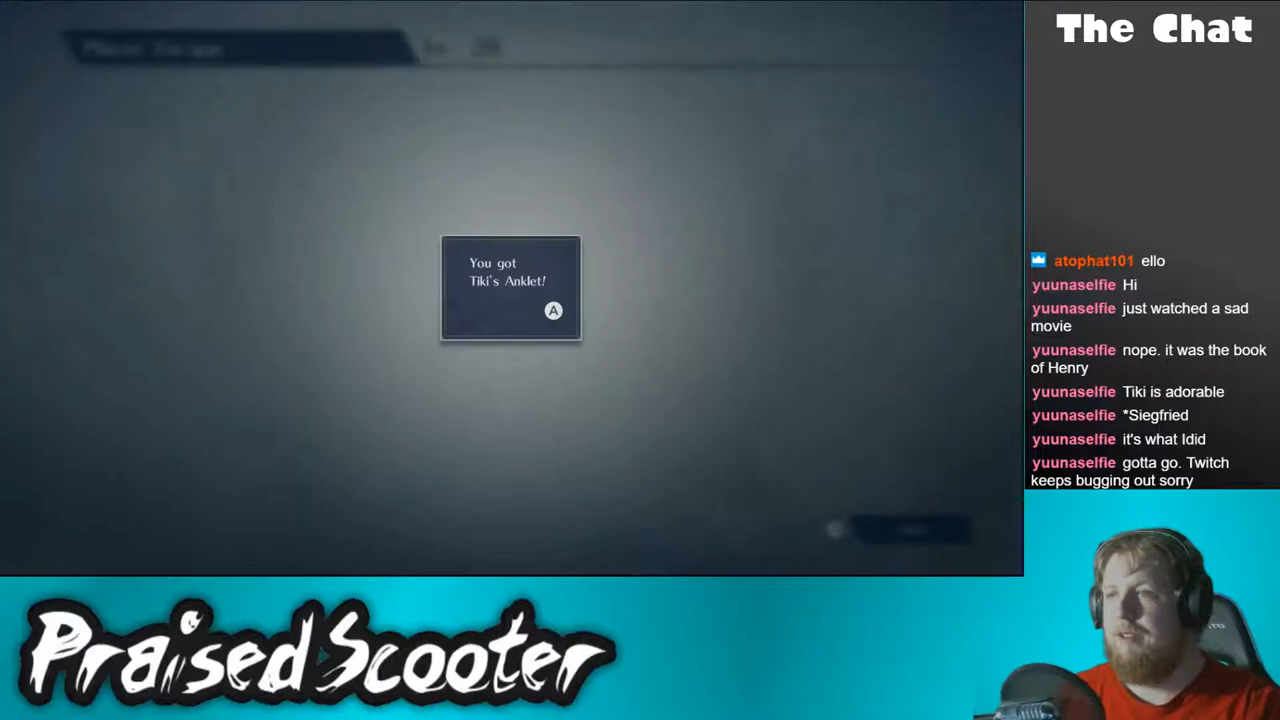 The Chat
You got
Tiki's Anklet!
A
atophat101 ello
yuunaselfie Hi
yuunaselfie just watched a sad
movie
yuunaselfie nope. it was the book
of Henry
yuunaselfie Tiki is adorable
yuunaselfie *Siegfried
yuunaselfie it's what Idid
yuunaselfie gotta go. Twitch
keeps bugging out sorry
PraisedScooter